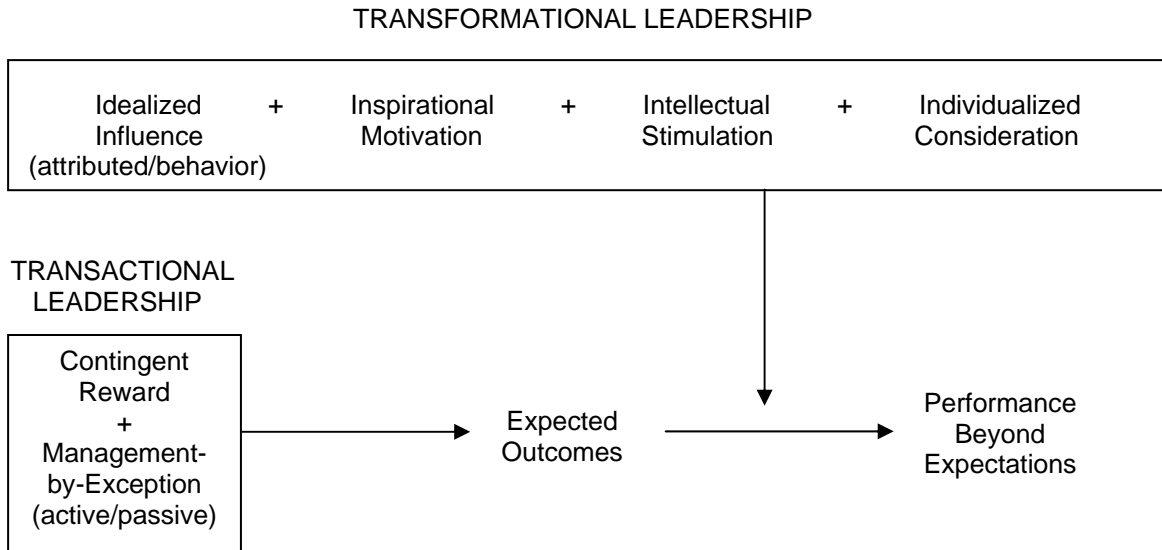 TRANSFORMATIONAL LEADERSHIP
Idealized + Inspirational + Intellectual + Individualized
Influence Motivation Stimulation Consideration
(attributed/behavior)
TRANSACTIONAL
LEADERSHIP
Contingent
Reward
+
Management-
by-Exception
(active/passive)
Expected
Outcomes
Performance
Beyond
Expectations